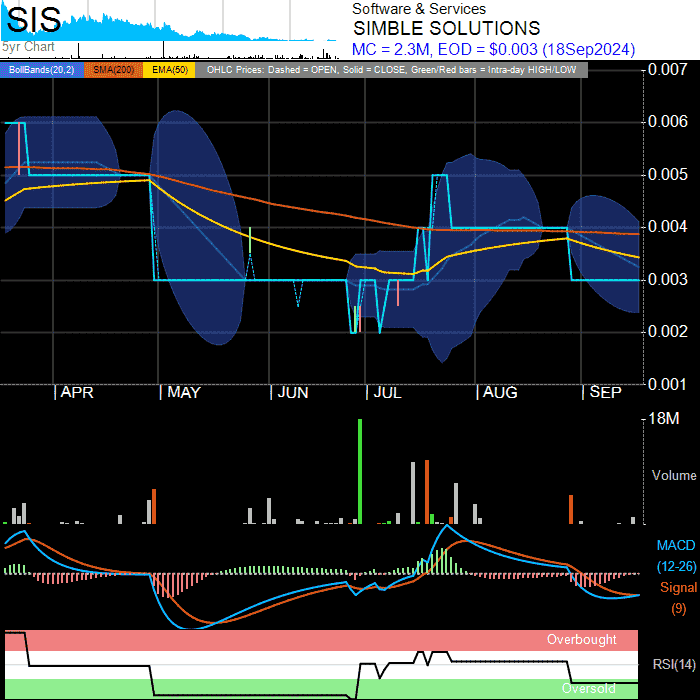 SIS
5yr Chart
Software & Services
SIMBLE SOLUTIONS
MC = 2.3M, EOD = $0.003 (18Sep2024)
BollBands(20,2) SMA(200) EMA(50) OHLC Prices: Dashed = OPEN, Solid = CLOSE, Green/Red bars = Intra-day HIGH/LOW
0.007
0.006
0.005
0.004
0.003
0.002
0.001
APR MAY JUN JUL AUG SEP
18M
Volume
MACD
(12-26)
Signal
(9)
Overbought
RSI(14)
Oversold